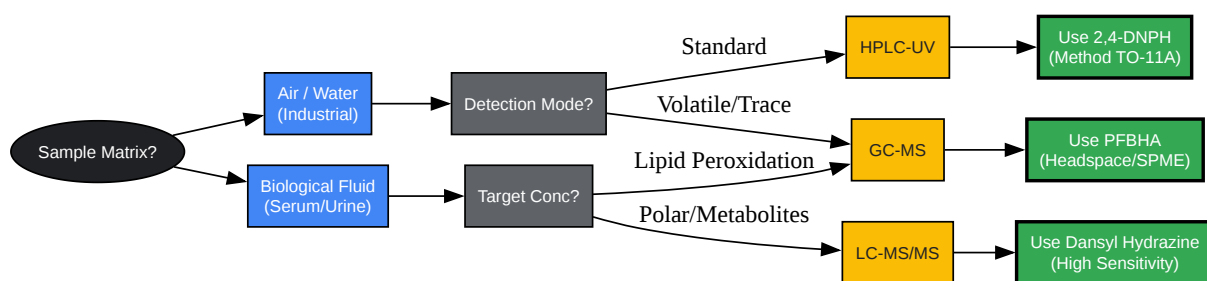 Sample Matrix?
Air / Water
(Industrial)
Biological Fluid
(Serum/Urine)
Detection Mode?
Target Conc?
Standard
Volatile/Trace
Lipid Peroxidation
Polar/Metabolites
HPLC-UV
GC-MS
LC-MS/MS
Use 2,4-DNPH
(Method TO-11A)
Use PFBHA
(Headspace/SPME)
Use Dansyl Hydrazine
(High Sensitivity)